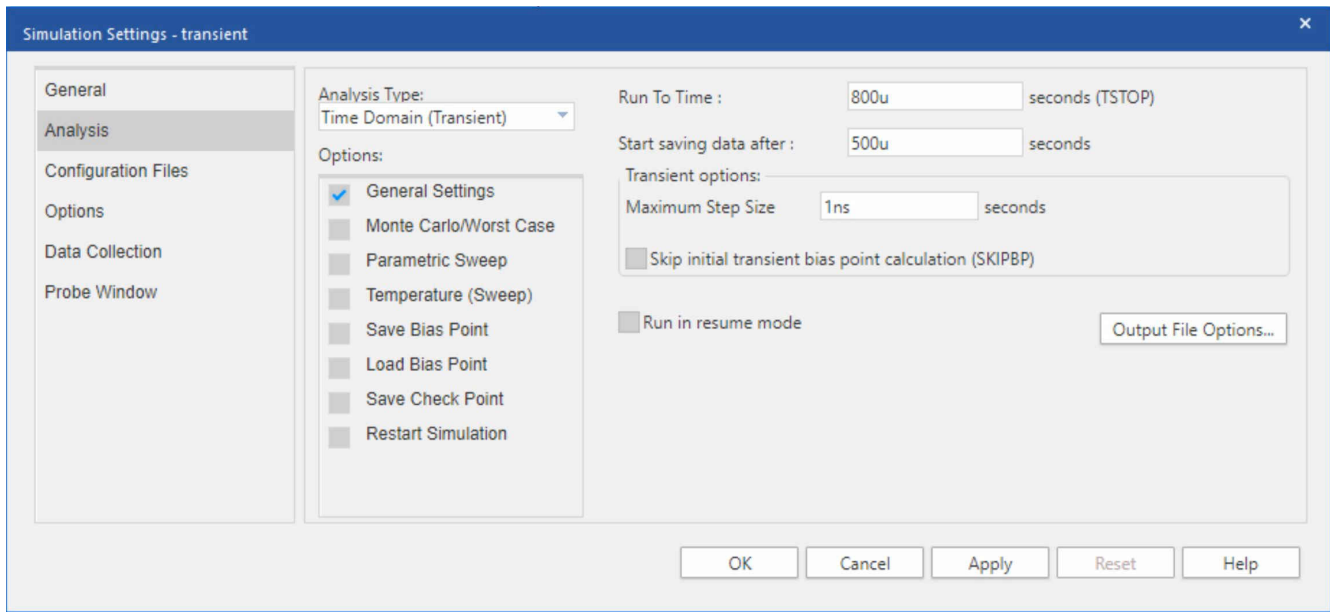 Simulation Settings - transient
×
General
Analysis
Configuration Files
Options
Data Collection
Probe Window
Analysis Type:
Time Domain (Transient)
Options:
General Settings
Monte Carlo/Worst Case
Parametric Sweep
Temperature (Sweep)
Save Bias Point
Load Bias Point
Save Check Point
Restart Simulation
Run To Time : 800u seconds (TSTOP)
Start saving data after : 500u seconds
Transient options:
Maximum Step Size 1ns seconds
Skip initial transient bias point calculation (SKIPBP)
Run in resume mode
Output File Options...
OK Cancel Apply Reset Help